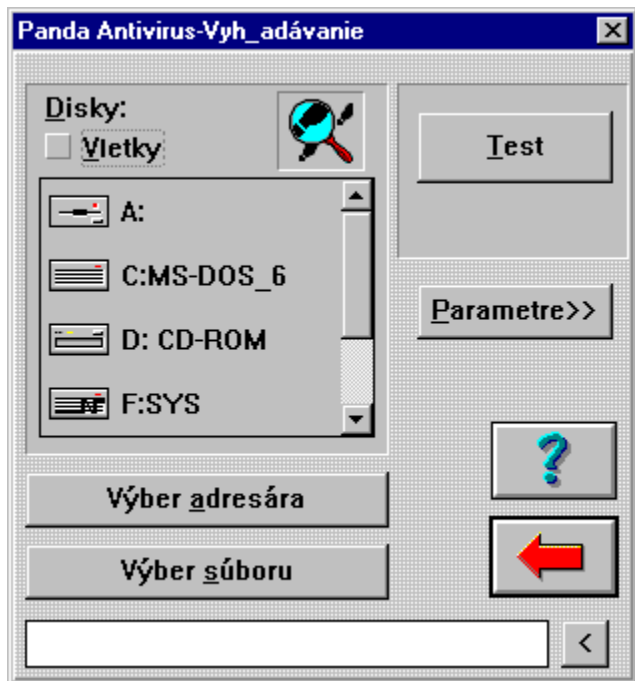 Panda Antivirus-Vyh_adávanie
Disky:
Vletky
Test
A:
C:MS-DOS_6
D: CD-ROM
F:SYS
Parametre>>
Výber adresára
Výber súboru
<